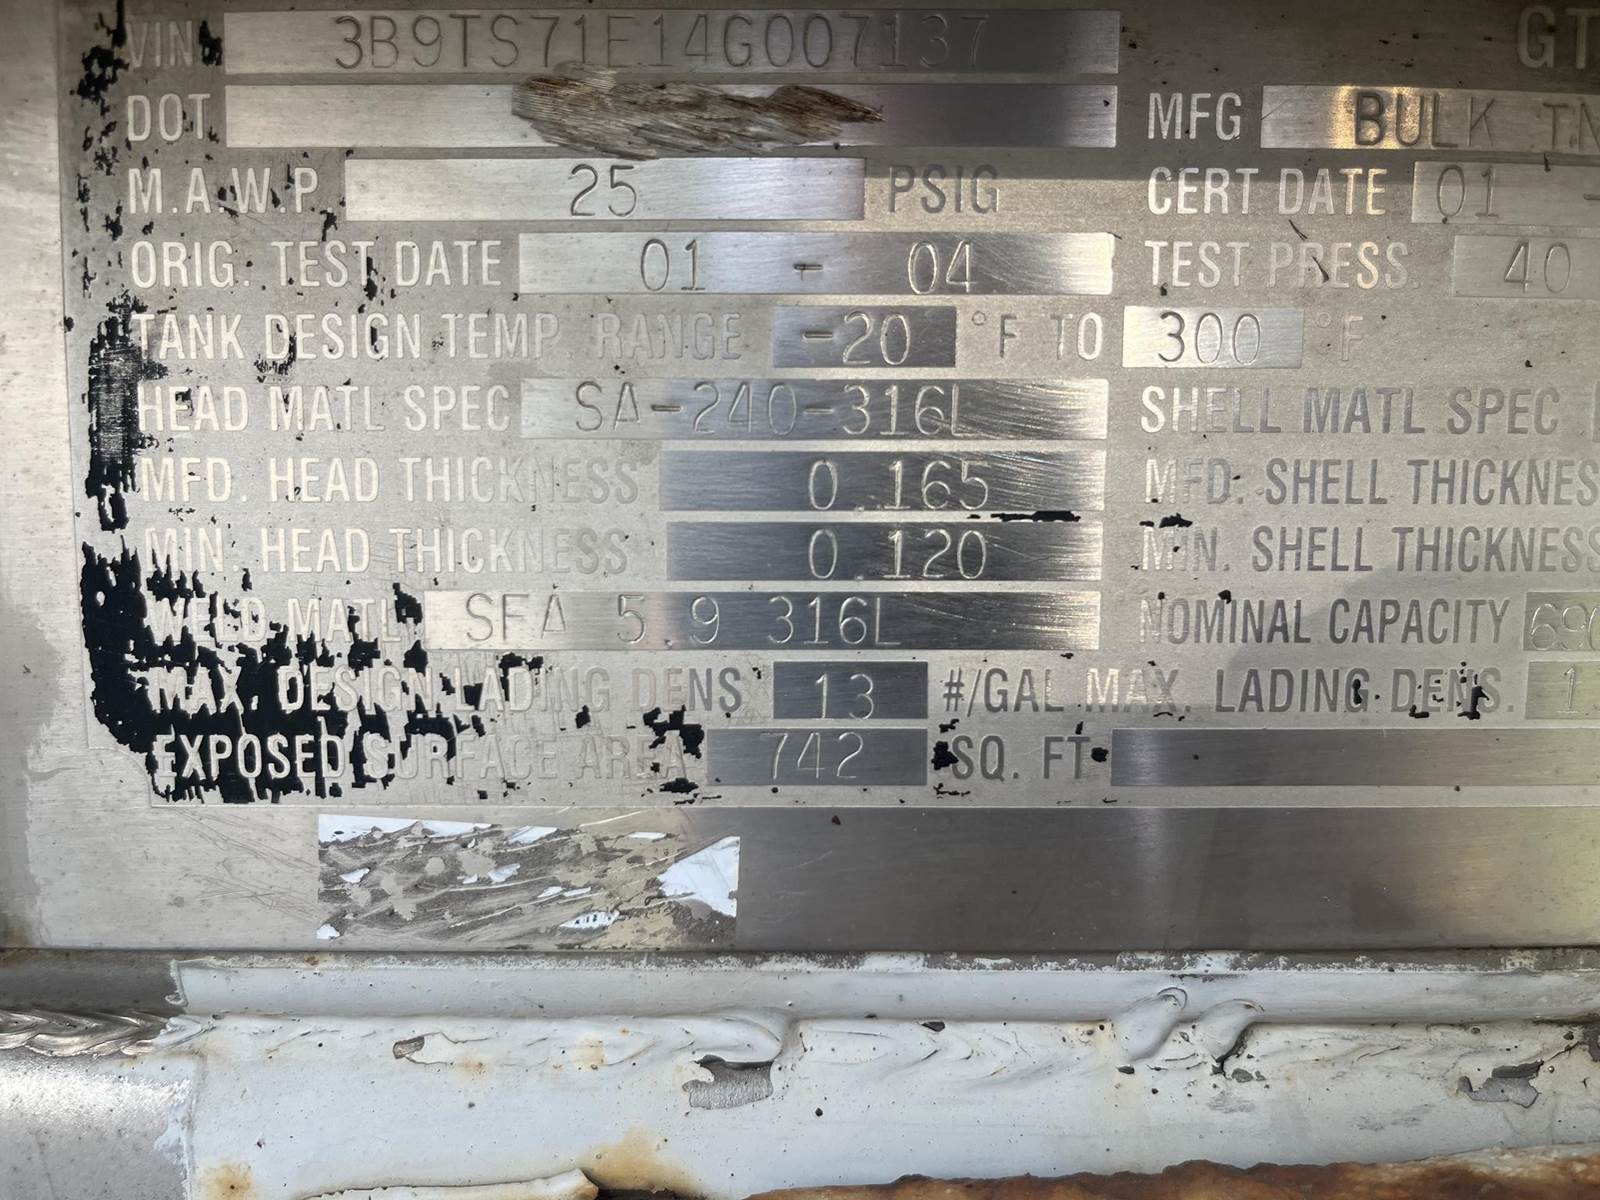 VIN 3B9TS71E14G007137 GT
DOT MFG BULK TN
M.A.W.P. 25 PSIG CERT DATE 01 -
ORIG. TEST DATE 01 - 04 TEST PRESS. 40
TANK DESIGN TEMP. RANGE -20 °F TO 300 °F
HEAD MATL SPEC SA-240-316L SHELL MATL SPEC
MFD. HEAD THICKNESS 0.165 MFD. SHELL THICKNES
MIN. HEAD THICKNESS 0.120 MIN. SHELL THICKNESS
WELD MATL SFA 5.9 316L NOMINAL CAPACITY 690
MAX. DESIGN LADING DENS 13 #/GAL MAX. LADING DENS. 1
EXPOSED SURFACE AREA 742 SQ. FT.